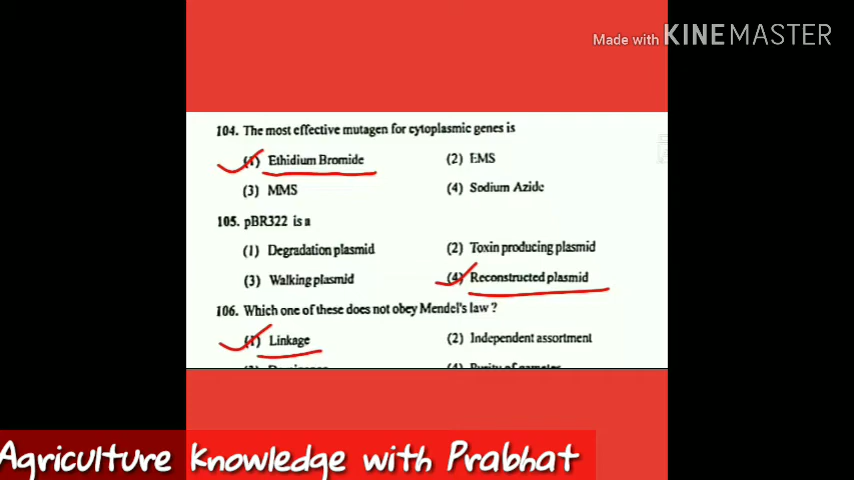 Made with KINEMASTER
104. The most effective mutagen for cytoplasmic genes is
(1) Ethidium Bromide (2) EMS
(3) MMS (4) Sodium Azide
105. pBR322 is a
(1) Degradation plasmid (2) Toxin producing plasmid
(3) Walking plasmid (4) Reconstructed plasmid
106. Which one of these does not obey Mendel's law ?
(1) Linkage (2) Independent assortment
Agriculture Knowledge with Prabhat